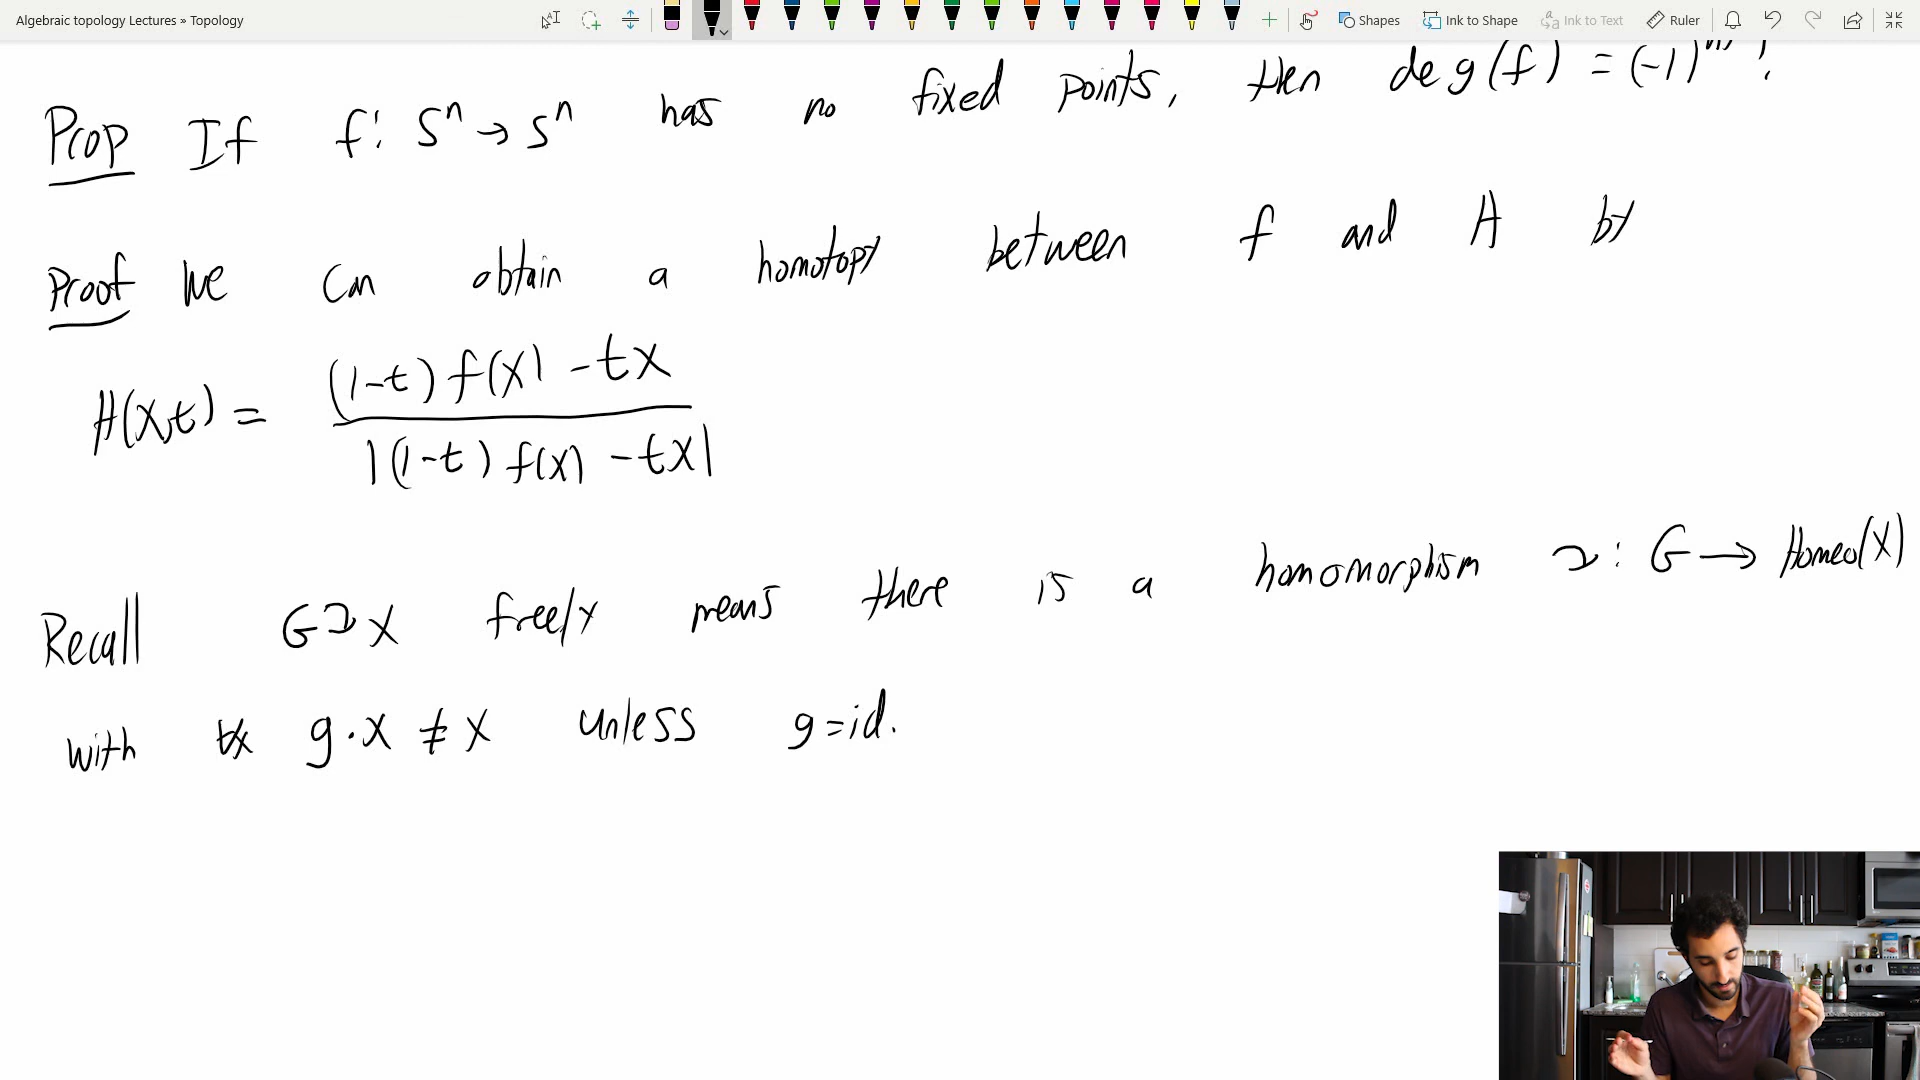 Algebraic topology Lectures » Topology
Shapes Ink to Shape Ink to Text Ruler
Prop If f: Sⁿ → Sⁿ has no fixed points, then deg(f) = (-1)
Proof We can obtain a homotopy between f and A by
H(x,t) = ((1-t) f(x) - tx) / |(1-t) f(x) - tx|
Recall G ⊃ X freely means there is a homomorphism : G → Homeo(X)
with ∀x g·x ≠ x unless g = id.